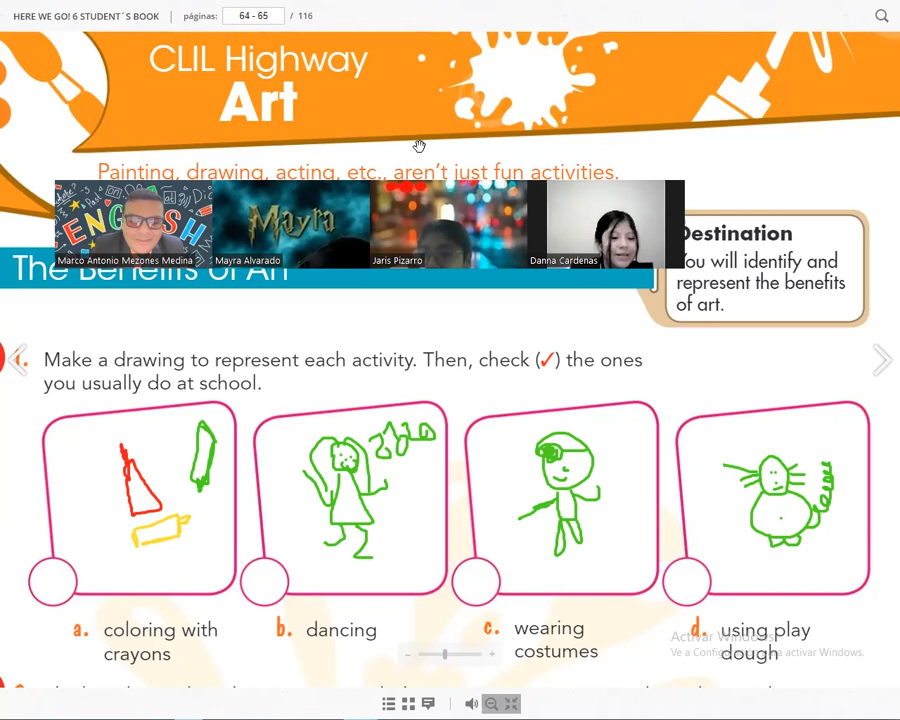 HERE WE GO! 6 STUDENT´S BOOK páginas: 64 - 65 / 116
CLIL Highway
Art
Painting, drawing, acting, etc., aren't just fun activities.
ENGLISH
Mayra
Marco Antonio Mezones Medina
Mayra Alvarado
Jaris Pizarro
Danna Cardenas
The Benefits of Art
Destination
You will identify and
represent the benefits
of art.
1. Make a drawing to represent each activity. Then, check (✓) the ones
you usually do at school.
a. coloring with
crayons
b. dancing
c. wearing
costumes
d. using play
dough
Activar Windows
Ve a Configuración para activar Windows.